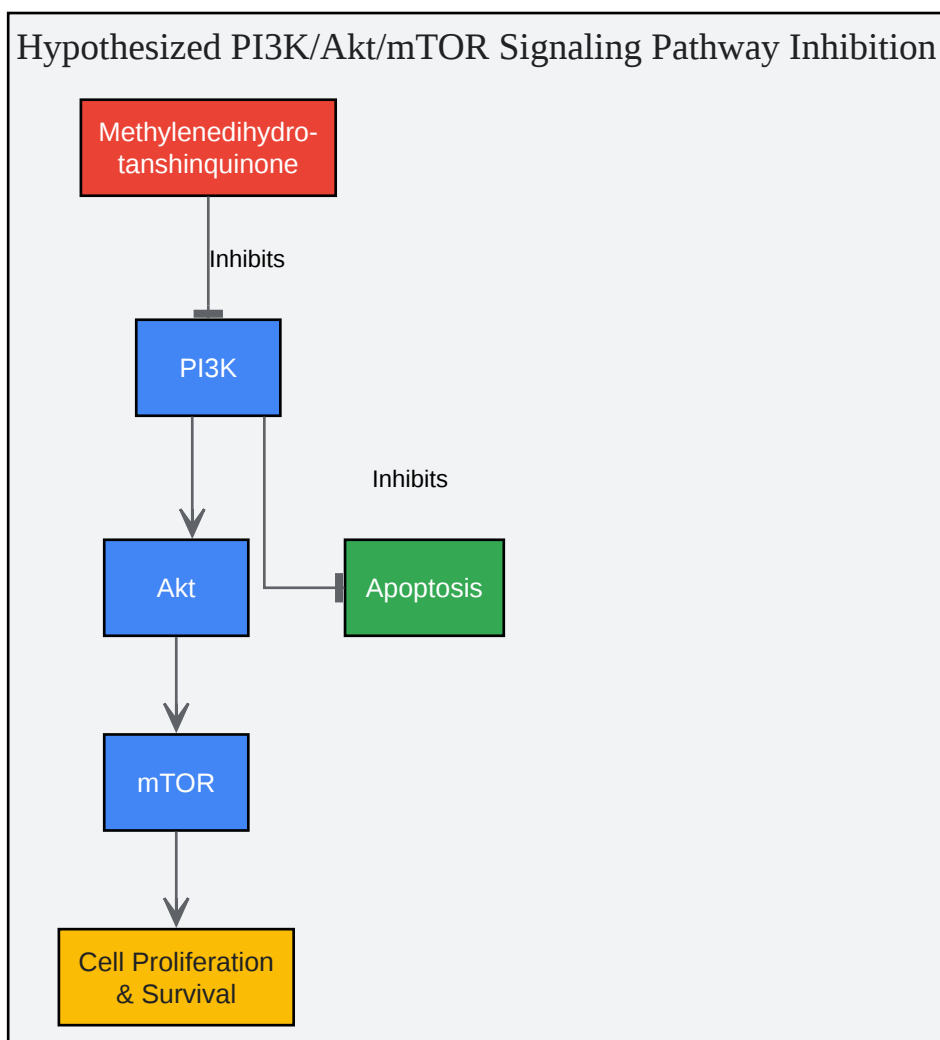 Hypothesized PI3K/Akt/mTOR Signaling Pathway Inhibition
Methylenedihydro-
tanshinquinone
Inhibits
PI3K
Inhibits
Akt
Apoptosis
mTOR
Cell Proliferation
& Survival